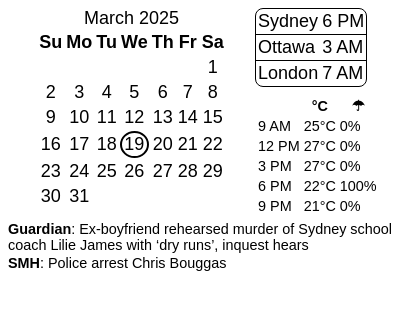 March 2025
Su Mo Tu We Th Fr Sa
1
2 3 4 5 6 7 8
9 10 11 12 13 14 15
16 17 18 19 20 21 22
23 24 25 26 27 28 29
30 31
Sydney 6 PM
Ottawa 3 AM
London 7 AM
°C ☂
9 AM 25°C 0%
12 PM 27°C 0%
3 PM 27°C 0%
6 PM 22°C 100%
9 PM 21°C 0%
Guardian: Ex-boyfriend rehearsed murder of Sydney school
coach Lilie James with ‘dry runs’, inquest hears
SMH: Police arrest Chris Bouggas